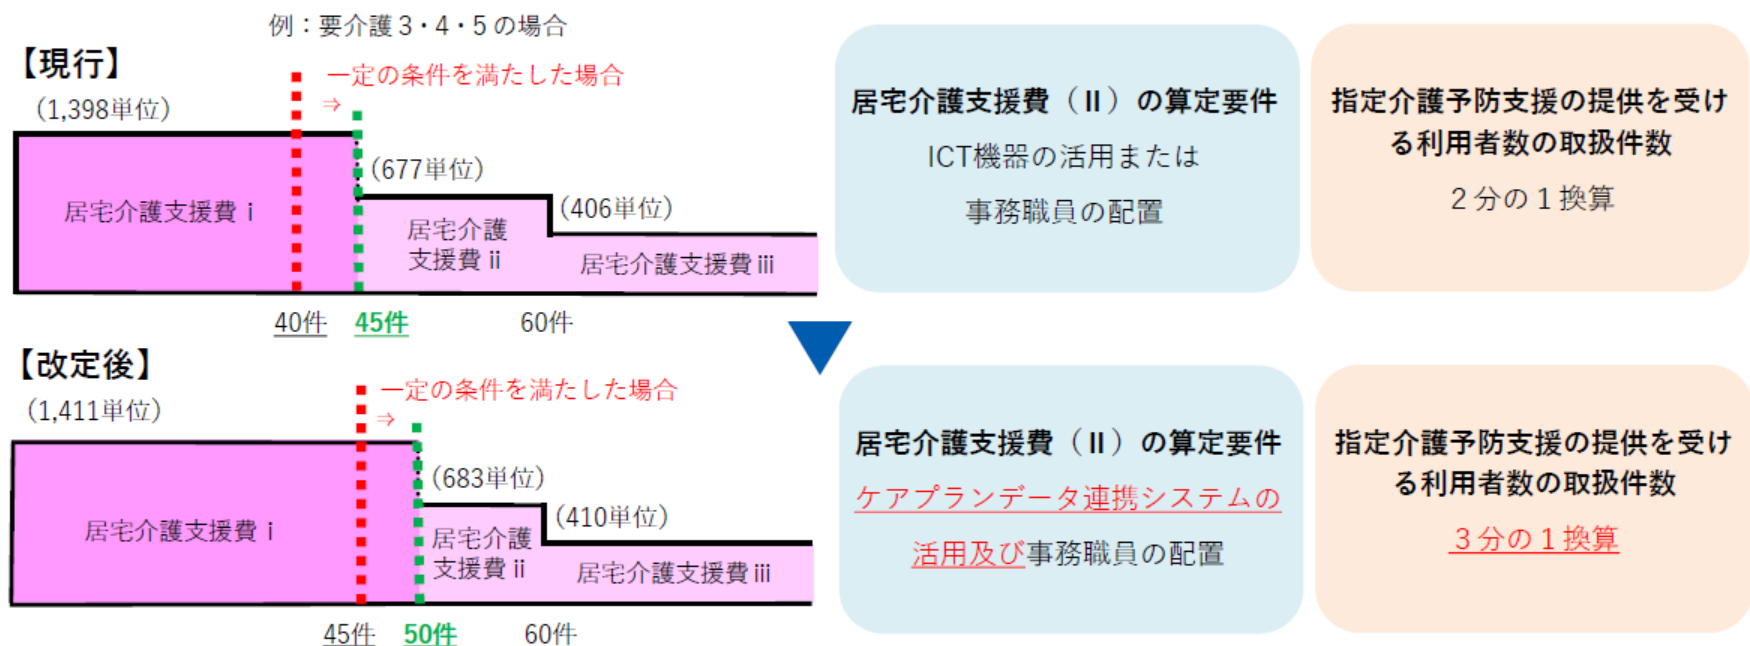 例：要介護３・４・５の場合
【現行】
一定の条件を満たした場合
⇒
（1,398単位）
（677単位）
（406単位）
居宅介護支援費ⅰ
居宅介護
支援費ⅱ
居宅介護支援費ⅲ
40件
45件
60件
居宅介護支援費（Ⅱ）の算定要件
ICT機器の活用または
事務職員の配置
指定介護予防支援の提供を受け
る利用者数の取扱件数
２分の１換算
【改定後】
一定の条件を満たした場合
⇒
（1,411単位）
（683単位）
（410単位）
居宅介護支援費ⅰ
居宅介護
支援費ⅱ
居宅介護支援費ⅲ
45件
50件
60件
居宅介護支援費（Ⅱ）の算定要件
ケアプランデータ連携システムの
活用及び事務職員の配置
指定介護予防支援の提供を受け
る利用者数の取扱件数
３分の１換算